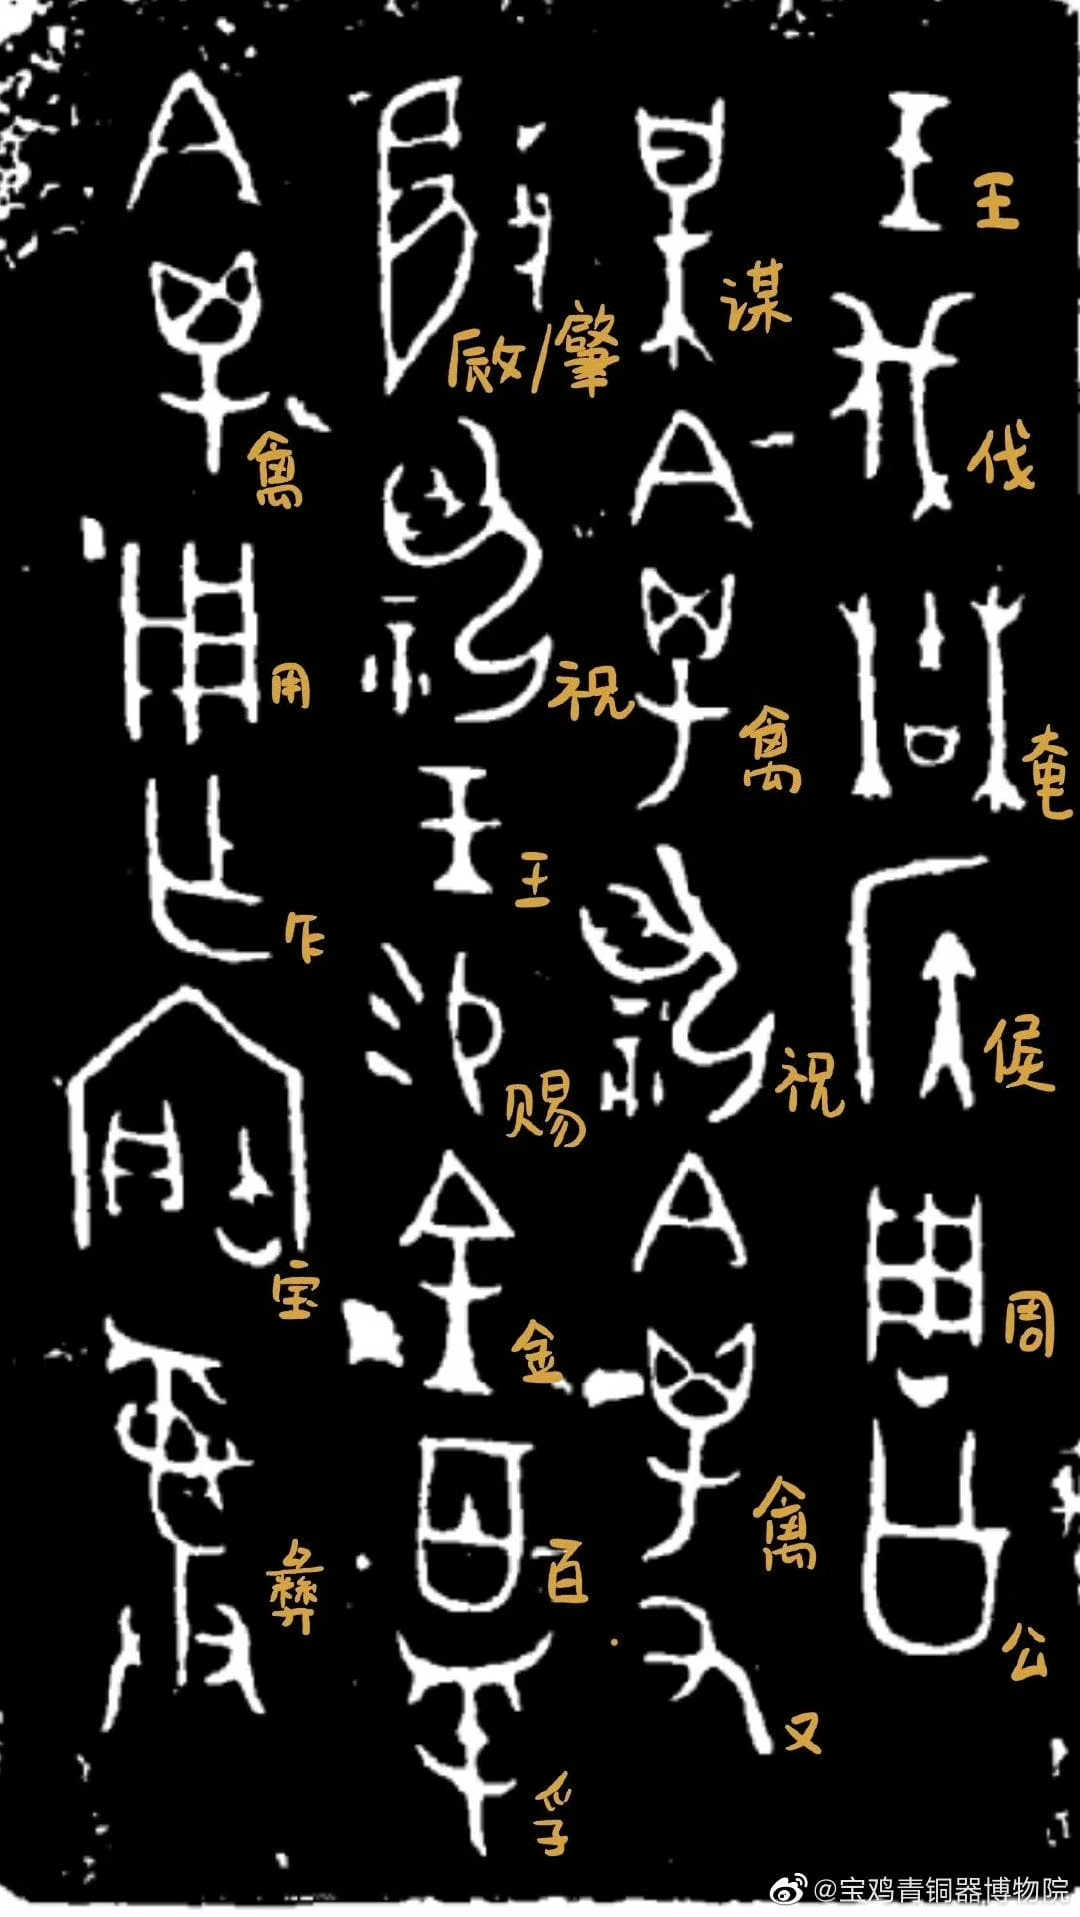 王伐奄侯周公
谋禽祝禽又
敐/肇祝王赐金百孚
禽用乍宝彝
@宝鸡青铜器博物院